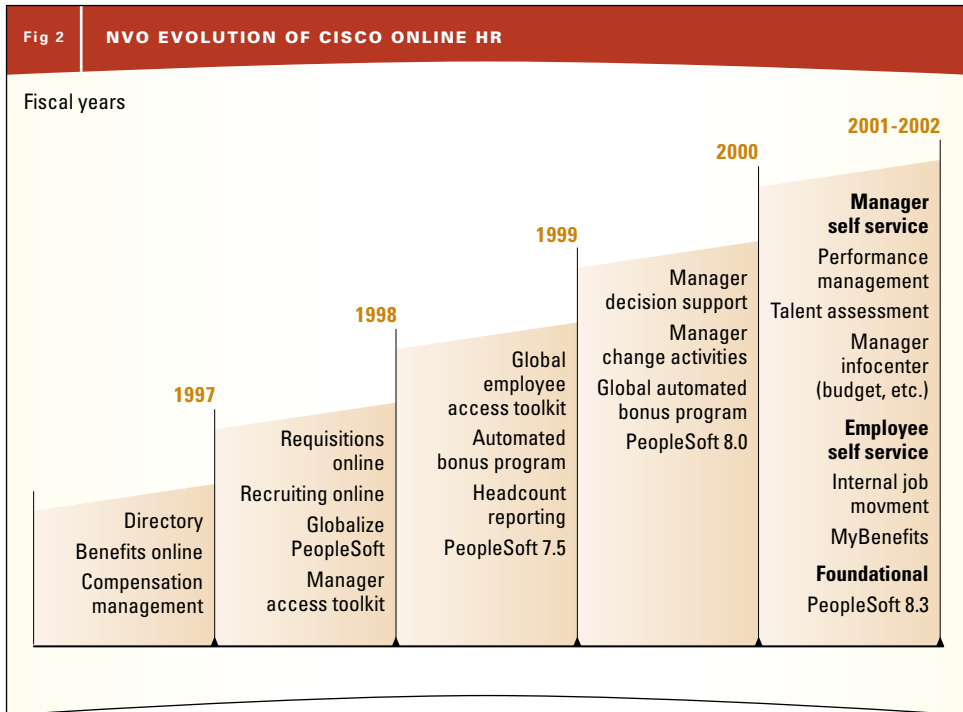 Fig 2
NVO EVOLUTION OF CISCO ONLINE HR
Fiscal years
1997
Directory
Benefits online
Compensation
management
1998
Requisitions
online
Recruiting online
Globalize
PeopleSoft
Manager
access toolkit
1999
Global
employee
access toolkit
Automated
bonus program
Headcount
reporting
PeopleSoft 7.5
2000
Manager
decision support
Manager
change activities
Global automated
bonus program
PeopleSoft 8.0
2001-2002
Manager
self service
Performance
management
Talent assessment
Manager
infocenter
(budget, etc.)
Employee
self service
Internal job
movment
MyBenefits
Foundational
PeopleSoft 8.3